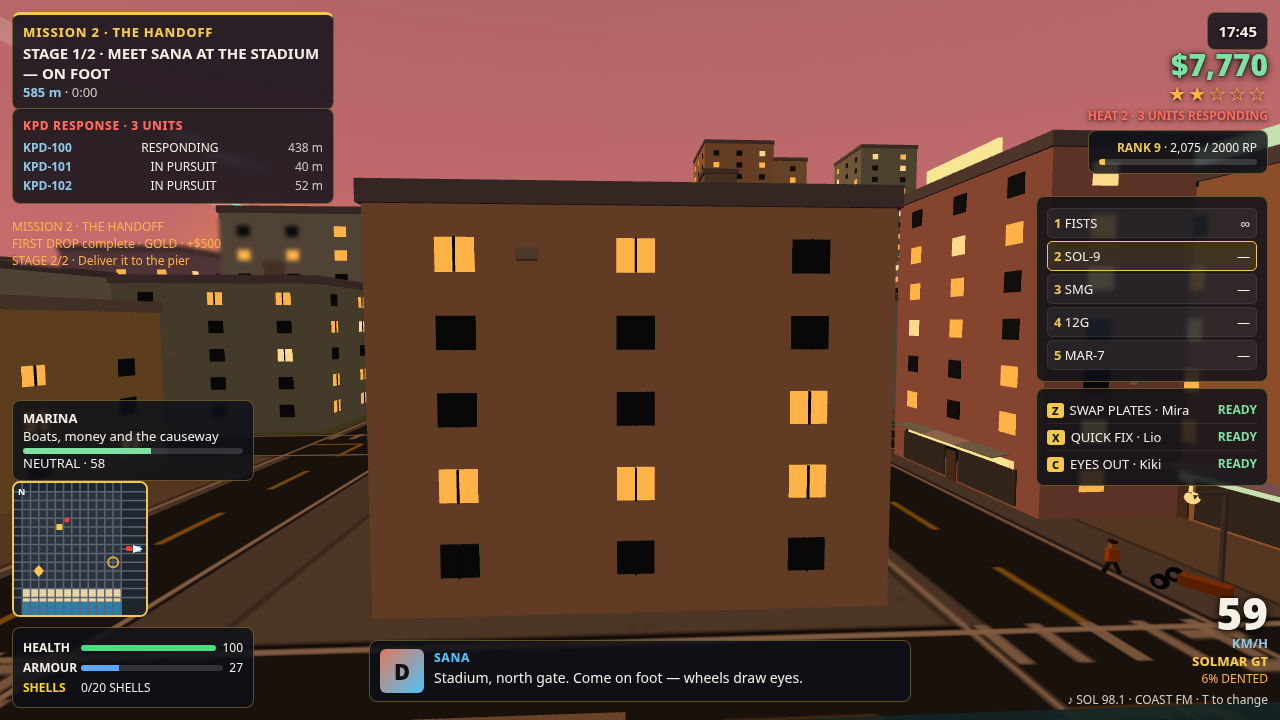 MISSION 2 · THE HANDOFF
STAGE 1/2 · MEET SANA AT THE STADIUM
— ON FOOT
585 m · 0:00
KPD RESPONSE · 3 UNITS
KPD-100 RESPONDING 438 m
KPD-101 IN PURSUIT 40 m
KPD-102 IN PURSUIT 52 m
MISSION 2 · THE HANDOFF
FIRST DROP complete · GOLD · +$500
STAGE 2/2 · Deliver it to the pier
MARINA
Boats, money and the causeway
NEUTRAL · 58
N
HEALTH 100
ARMOUR 27
SHELLS 0/20 SHELLS
D
SANA
Stadium, north gate. Come on foot — wheels draw eyes.
17:45
$7,770
★★☆☆☆☆
HEAT 2 · 3 UNITS RESPONDING
RANK 9 · 2,075 / 2000 RP
1 FISTS ∞
2 SOL-9 —
3 SMG —
4 12G —
5 MAR-7 —
Z SWAP PLATES · Mira READY
X QUICK FIX · Lio READY
C EYES OUT · Kiki READY
59
KM/H
SOLMAR GT
6% DENTED
♪ SOL 98.1 · COAST FM · T to change